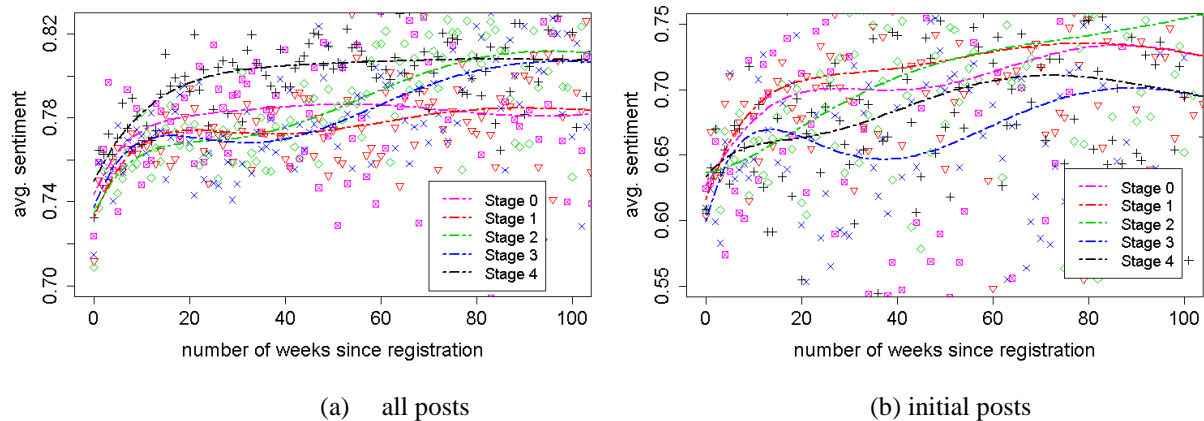 0.82
0.78
0.74
0.70
avg. sentiment
0 20 40 60 80 100
number of weeks since registration
Stage 0
Stage 1
Stage 2
Stage 3
Stage 4
(a) all posts
0.75
0.70
0.65
0.60
0.55
avg. sentiment
0 20 40 60 80 100
number of weeks since registration
Stage 0
Stage 1
Stage 2
Stage 3
Stage 4
(b) initial posts